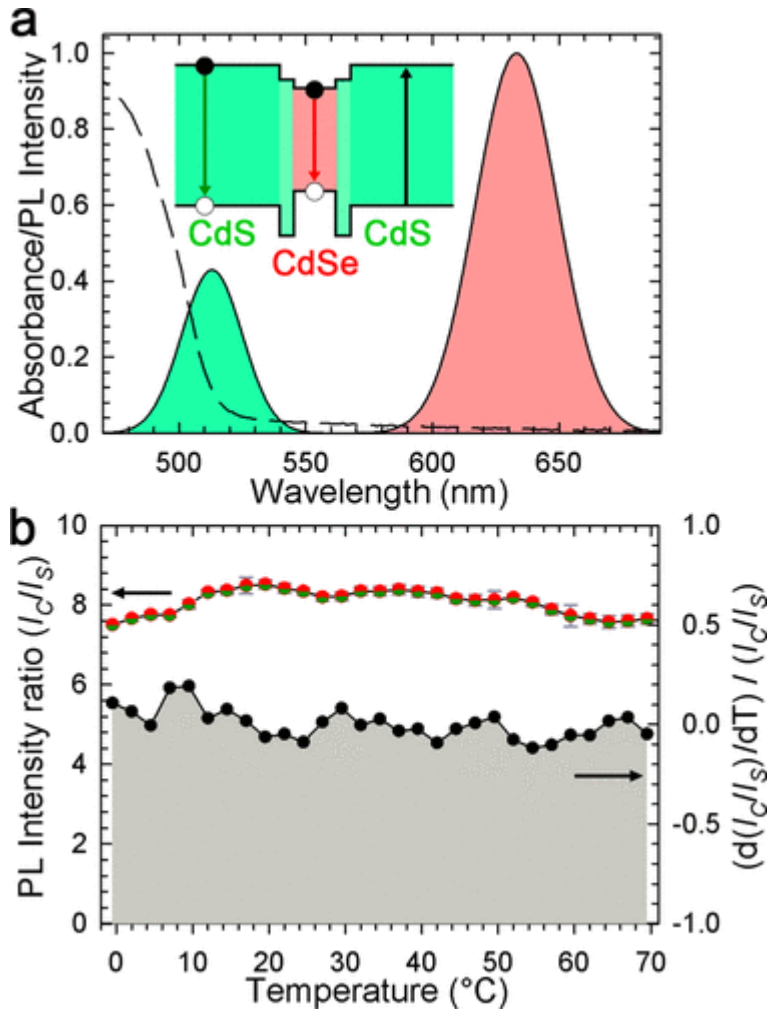 a
Absorbance/PL Intensity
1.0
0.8
0.6
0.4
0.2
0.0
CdS
CdSe
CdS
500 550 600 650
Wavelength (nm)
b
PL Intensity ratio (I_C/I_S)
10
8
6
4
2
0
1.0
0.5
0.0
-0.5
-1.0
(d(I_C/I_S)/dT) / (I_C/I_S)
0 10 20 30 40 50 60 70
Temperature (°C)